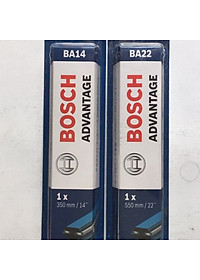 BA14
BOSCH
ADVANTAGE
1 x
350 mm / 14"
BA22
BOSCH
ADVANTAGE
1 x
550 mm / 22"